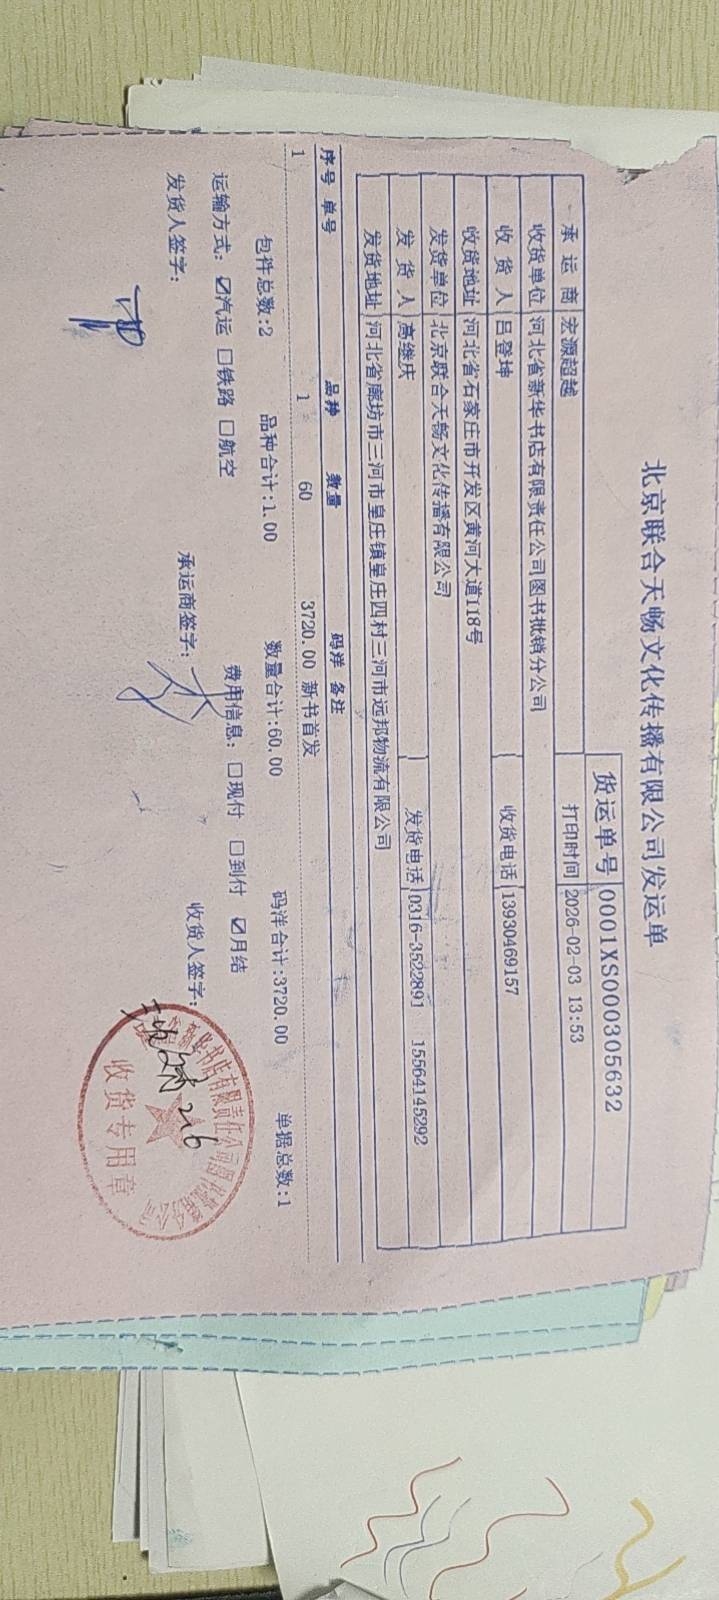 北京联合天畅文化传播有限公司发运单
货运单号 0001XS000305632
承运商 宏源超越 打印时间 2026-02-03 13:53
收货单位 河北省新华书店有限责任公司图书批销分公司
收货人 吕登坤 收货电话 13930469157
收货地址 河北省石家庄市开发区黄河大道118号
发货单位 北京联合天畅文化传播有限公司
发货人 高继庆 发货电话 0316-3522891 15564145292
发货地址 河北省廊坊市三河市皇庄镇皇庄四村三河市远邦物流有限公司
序号 单号 品种 数量 码洋 备注
1 1 60 3720.00 新书首发
包件总数:2 品种合计:1.00 数量合计:60.00 码洋合计:3720.00 单据总数:1
运输方式: ☑汽运 □铁路 □航空 费用信息: □现付 □到付 ☑月结
发货人签字: 承运商签字: 收货人签字:
2.6
收货专用章